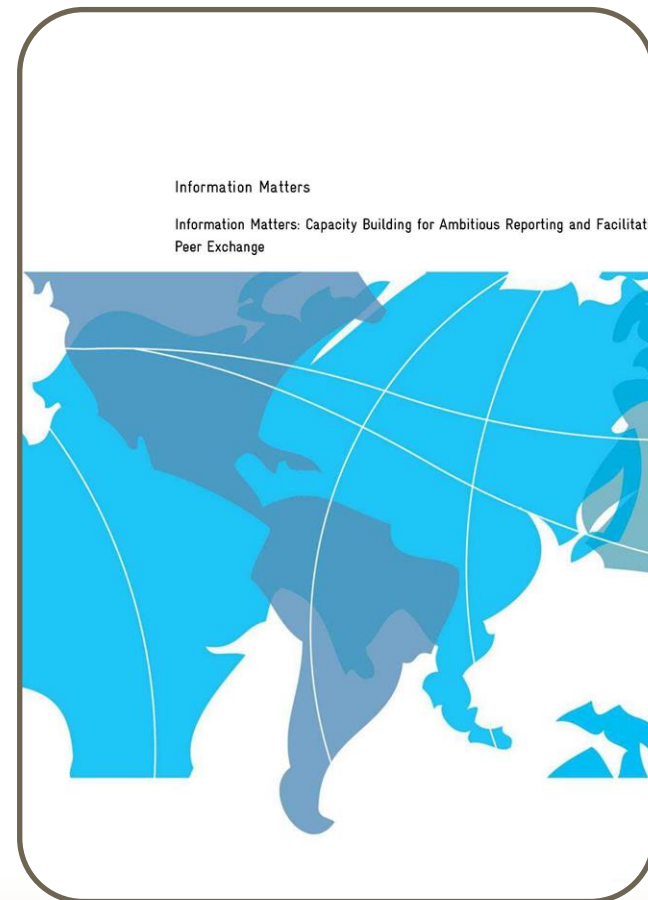 Information Matters
Information Matters: Capacity Building for Ambitious Reporting and Facilitat
Peer Exchange